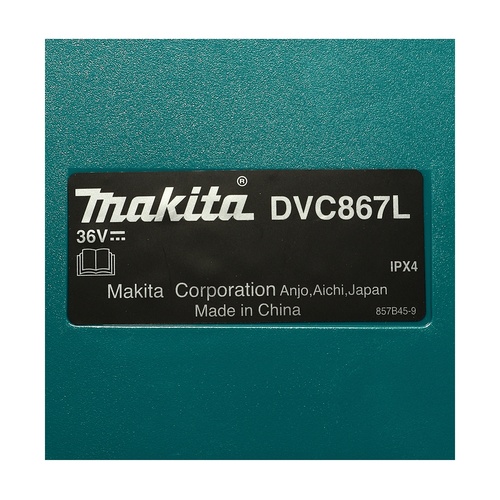 makita® DVC867L
36V⎓
IPX4
Makita Corporation Anjo,Aichi,Japan
Made in China
857B45-9